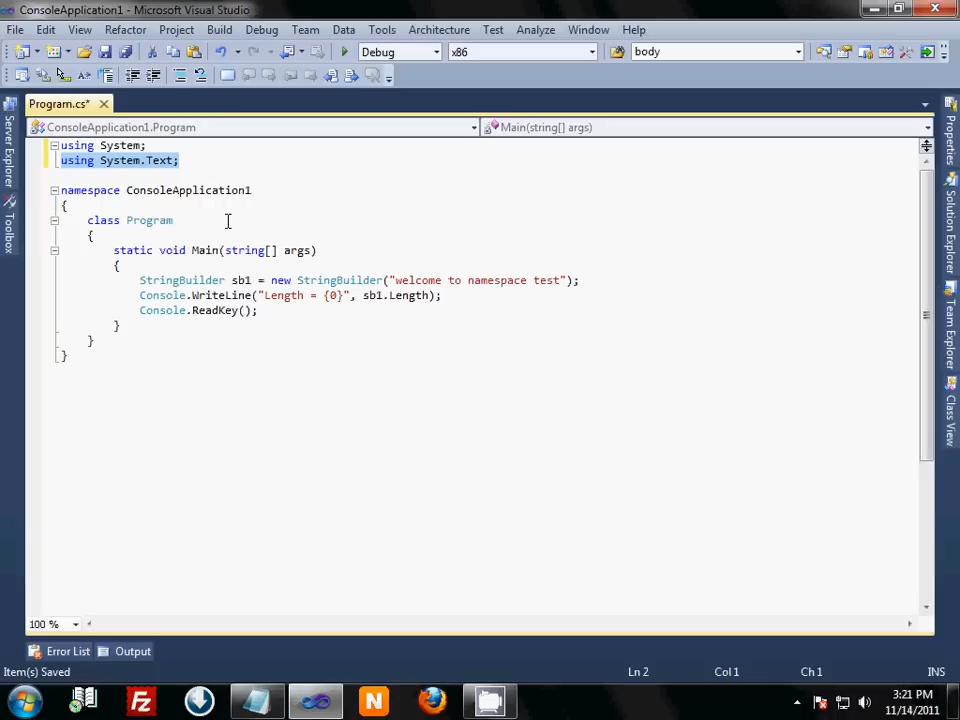 ConsoleApplication1 - Microsoft Visual Studio
File Edit View Refactor Project Build Debug Team Data Tools Architecture Test Analyze Window Help
Debug x86 body
Program.cs*
ConsoleApplication1.Program Main(string[] args)
using System;
using System.Text;
namespace ConsoleApplication1
{
class Program
{
static void Main(string[] args)
{
StringBuilder sb1 = new StringBuilder("welcome to namespace test");
Console.WriteLine("Length = {0}", sb1.Length);
Console.ReadKey();
}
}
}
Server Explorer
Toolbox
Properties
Solution Explorer
Team Explorer
Class View
100 %
Error List Output
Item(s) Saved Ln 2 Col 1 Ch 1 INS
3:21 PM
11/14/2011